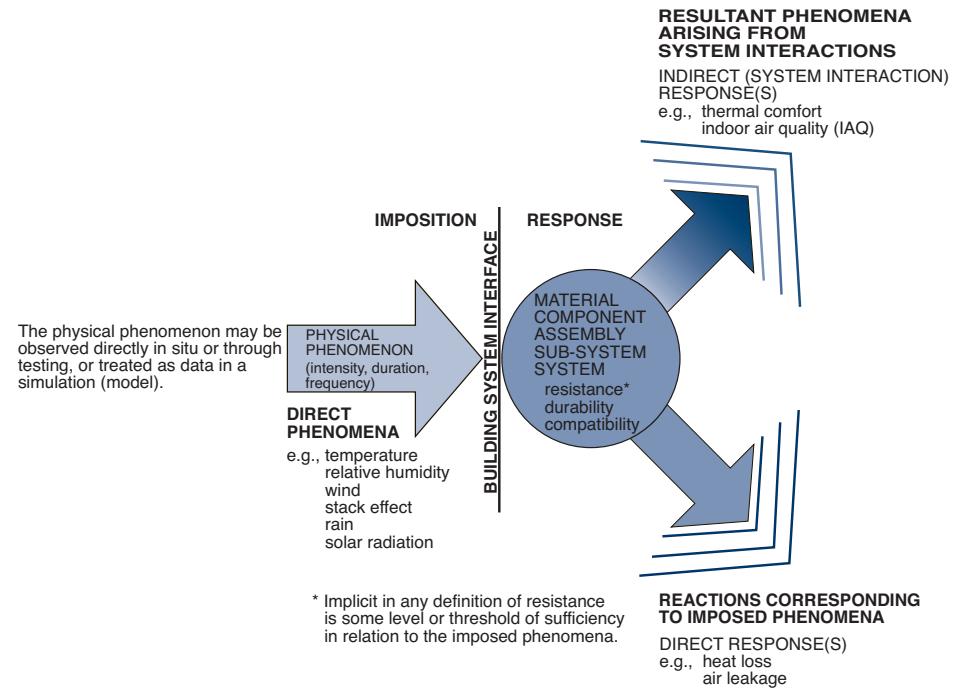 RESULTANT PHENOMENA
ARISING FROM
SYSTEM INTERACTIONS
INDIRECT (SYSTEM INTERACTION)
RESPONSE(S)
e.g., thermal comfort
indoor air quality (IAQ)
IMPOSITION
RESPONSE
BUILDING SYSTEM INTERFACE
The physical phenomenon may be
observed directly in situ or through
testing, or treated as data in a
simulation (model).
PHYSICAL
PHENOMENON
(intensity, duration,
frequency)
DIRECT
PHENOMENA
e.g., temperature
relative humidity
wind
stack effect
rain
solar radiation
MATERIAL
COMPONENT
ASSEMBLY
SUB-SYSTEM
SYSTEM
resistance*
durability
compatibility
* Implicit in any definition of resistance
is some level or threshold of sufficiency
in relation to the imposed phenomena.
REACTIONS CORRESPONDING
TO IMPOSED PHENOMENA
DIRECT RESPONSE(S)
e.g., heat loss
air leakage